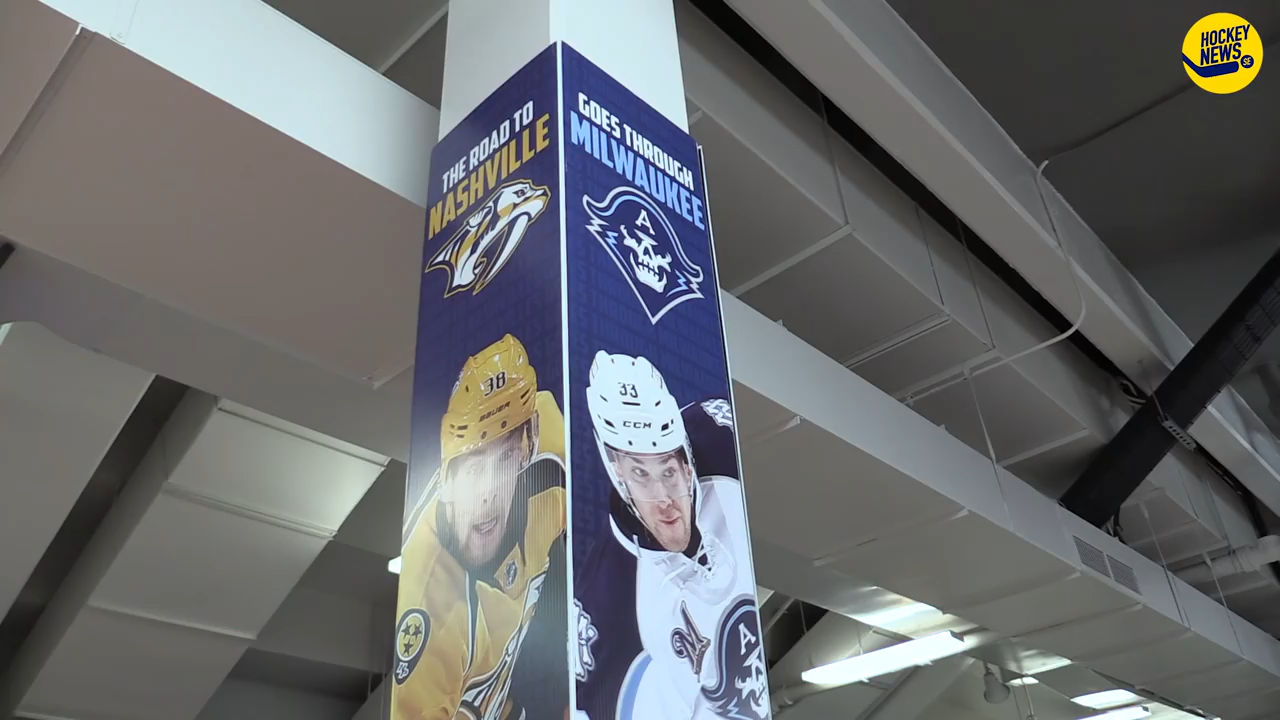 THE ROAD TO
NASHVILLE
GOES THROUGH
MILWAUKEE
A
38
BAUER
33
CCM
M
A
HOCKEY
NEWS
.SE